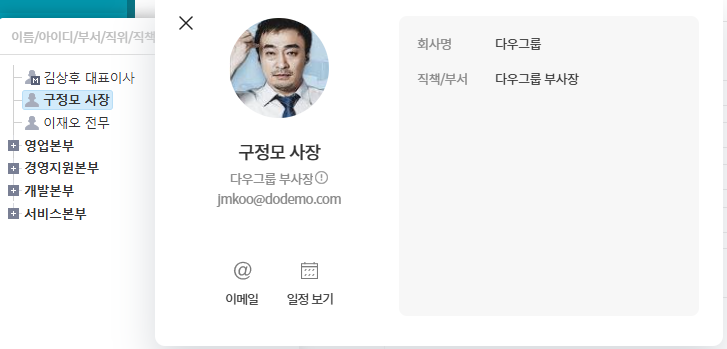 이름/아이디/부서/직위/직책
김상후 대표이사
구정모 사장
이재오 전무
영업본부
경영지원본부
개발본부
서비스본부
구정모 사장
다우그룹 부사장
jmkoo@dodemo.com
이메일
일정 보기
회사명 다우그룹
직책/부서 다우그룹 부사장